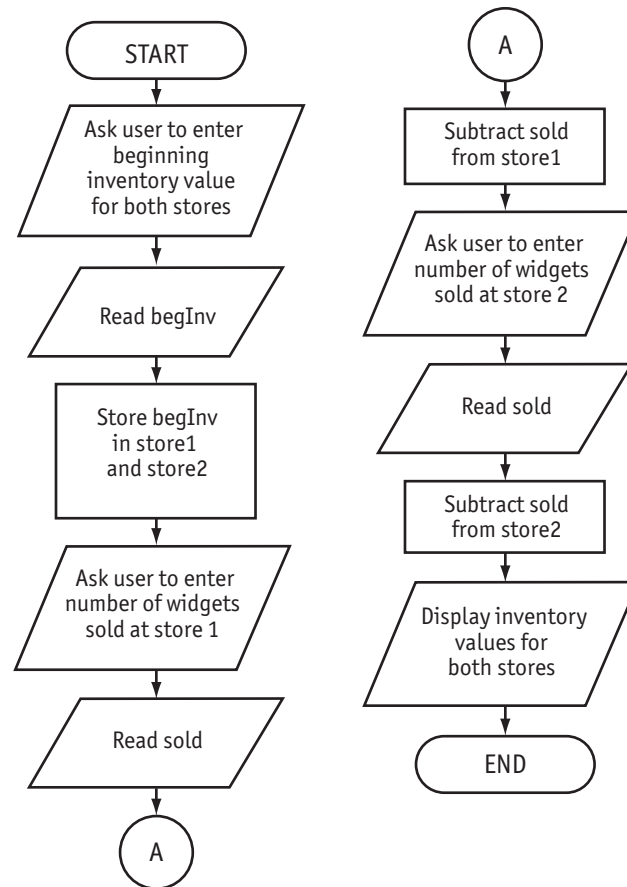 START
Ask user to enter
beginning
inventory value
for both stores
Read begInv
Store begInv
in store1
and store2
Ask user to enter
number of widgets
sold at store 1
Read sold
A
A
Subtract sold
from store1
Ask user to enter
number of widgets
sold at store 2
Read sold
Subtract sold
from store2
Display inventory
values for
both stores
END